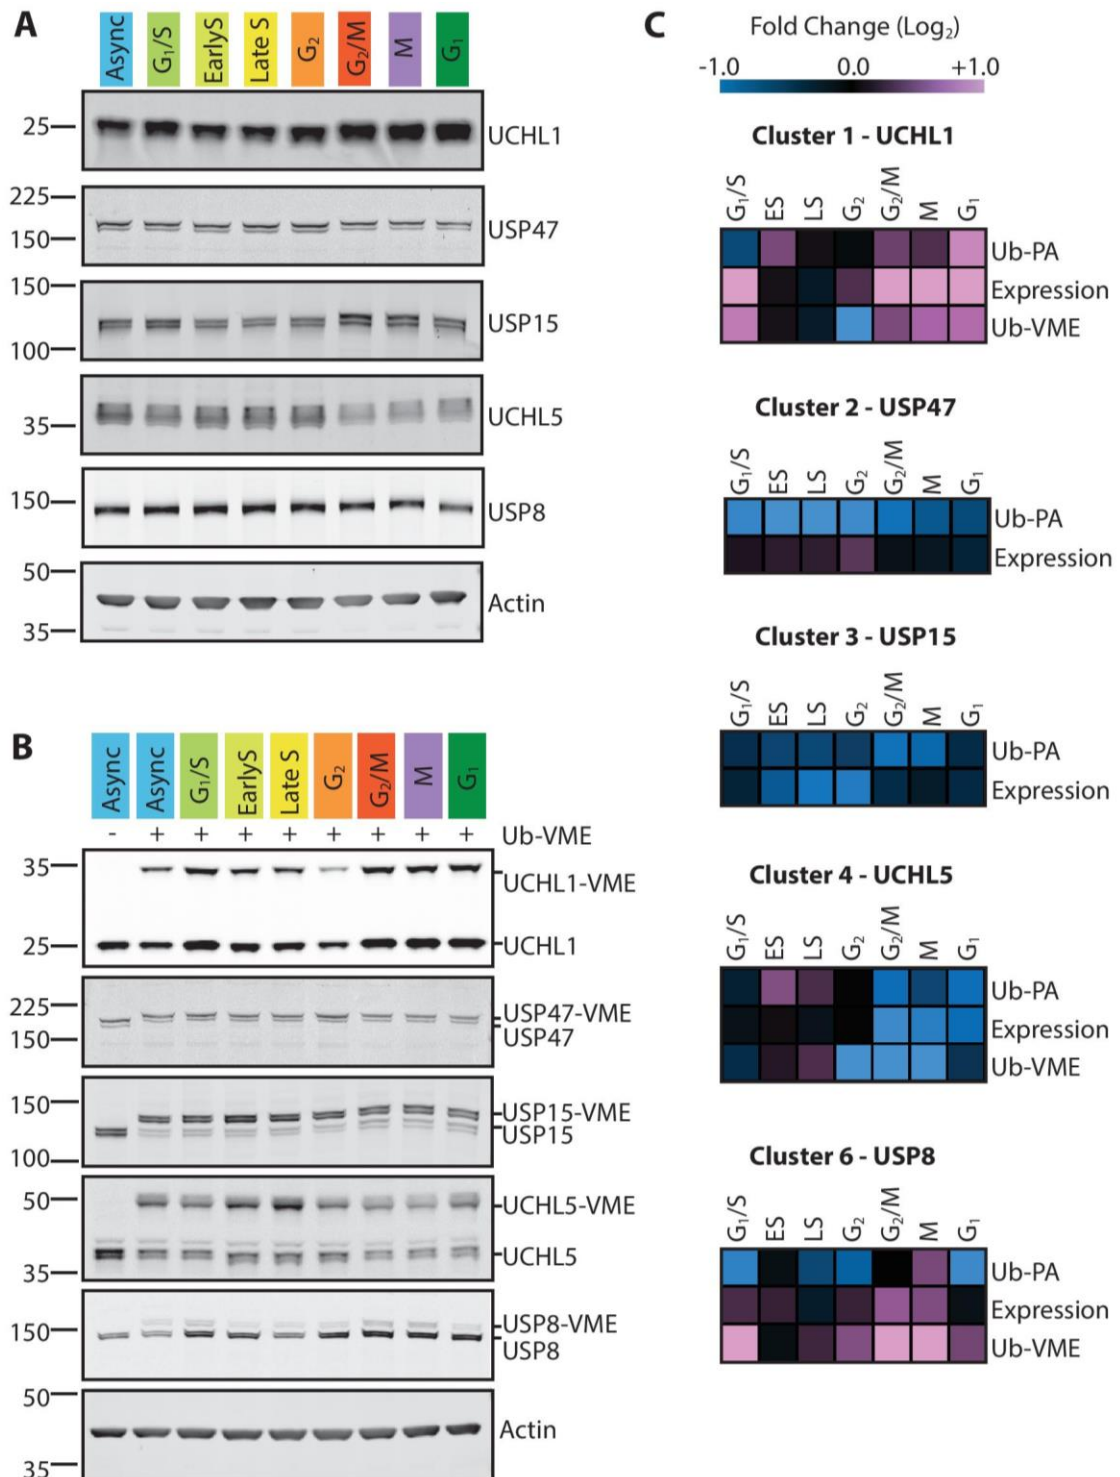 A
Async G₁/S EarlyS Late S G₂ G₂/M M G₁
25
UCHL1
225
150
USP47
150
100
USP15
35
UCHL5
150
USP8
50
35
Actin
B
Async Async G₁/S EarlyS Late S G₂ G₂/M M G₁
- + + + + + + + + Ub-VME
35
UCHL1-VME
25
UCHL1
225
USP47-VME
150
USP47
150
USP15-VME
USP15
100
50
UCHL5-VME
UCHL5
35
150
USP8-VME
USP8
50
Actin
35
C
Fold Change (Log₂)
-1.0 0.0 +1.0
Cluster 1 - UCHL1
G₁/S ES LS G₂ G₂/M M G₁
Ub-PA
Expression
Ub-VME
Cluster 2 - USP47
G₁/S ES LS G₂ G₂/M M G₁
Ub-PA
Expression
Cluster 3 - USP15
G₁/S ES LS G₂ G₂/M M G₁
Ub-PA
Expression
Cluster 4 - UCHL5
G₁/S ES LS G₂ G₂/M M G₁
Ub-PA
Expression
Ub-VME
Cluster 6 - USP8
G₁/S ES LS G₂ G₂/M M G₁
Ub-PA
Expression
Ub-VME